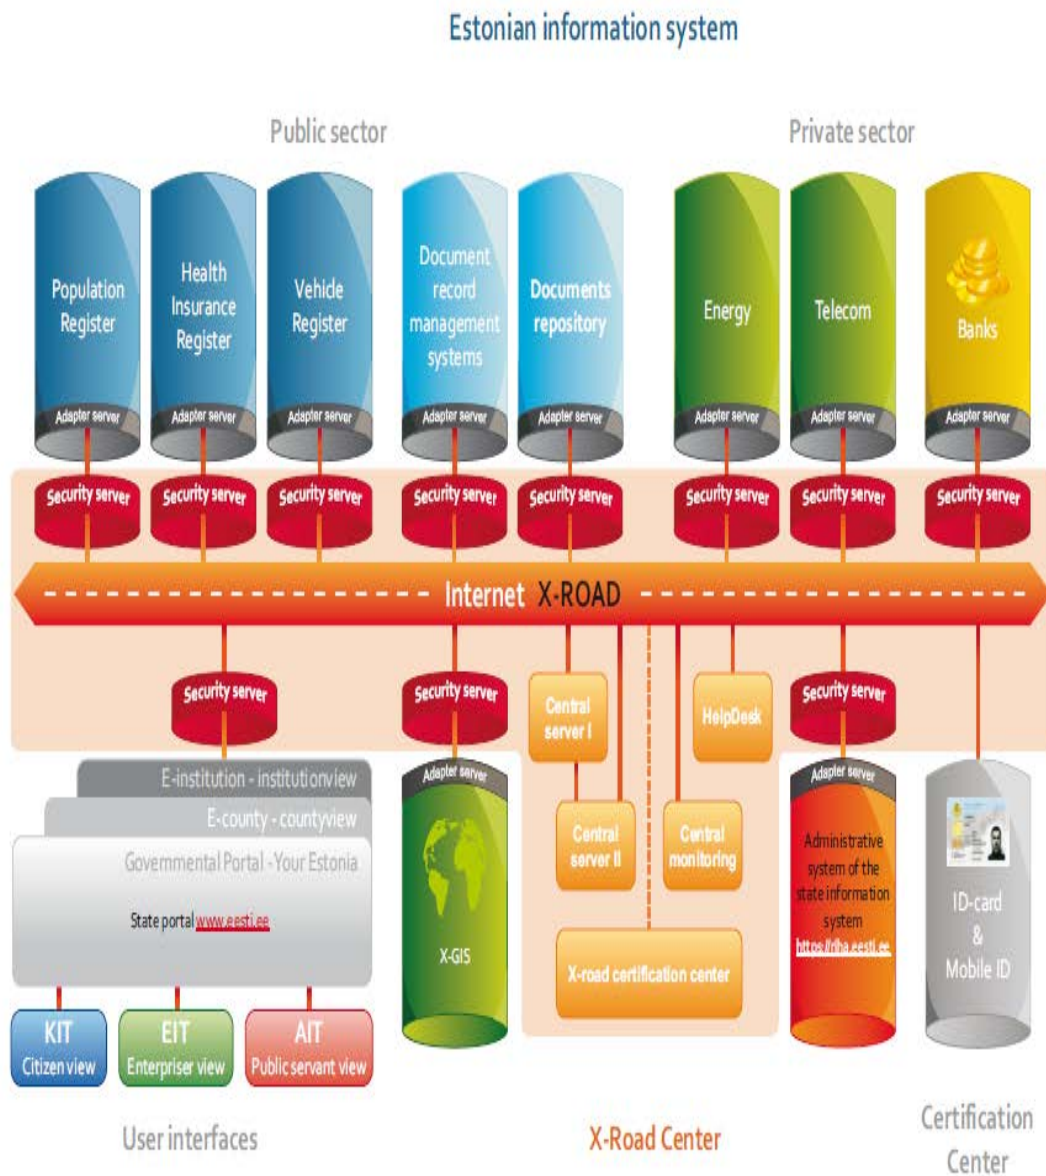 Estonian information system
Public sector
Private sector
Population
Register
Health
Insurance
Register
Vehicle
Register
Document
record
management
systems
Documents
repository
Energy
Telecom
Banks
Adapter server
Adapter server
Adapter server
Adapter server
Adapter server
Adapter server
Adapter server
Adapter server
Security server
Security server
Security server
Security server
Security server
Security server
Security server
Security server
Internet X-ROAD
Security server
Security server
Central
server I
HelpDesk
Security server
E-institution - institutionview
E-county - countyview
Governmental Portal - Your Estonia
State portal www.eesti.ee
Adapter server
X-GIS
Central
server II
Central
monitoring
X-road certification center
Adapter server
Administrative
system of the
state information
system
https://riha.eesti.ee
ID-card
&
Mobile ID
KIT
Citizen view
EIT
Enterpriser view
AIT
Public servant view
User interfaces
X-Road Center
Certification
Center